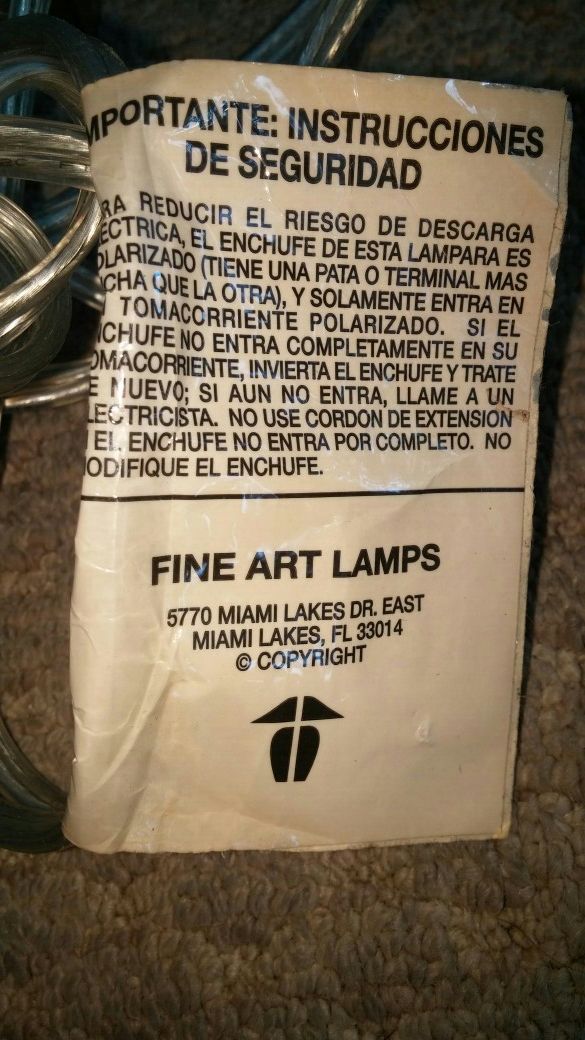 MPORTANTE: INSTRUCCIONES
DE SEGURIDAD
RA REDUCIR EL RIESGO DE DESCARGA
ECTRICA, EL ENCHUFE DE ESTA LAMPARA ES
OLARIZADO (TIENE UNA PATA O TERMINAL MAS
CHA QUE LA OTRA), Y SOLAMENTE ENTRA EN
TOMACORRIENTE POLARIZADO. SI EL
NCHUFE NO ENTRA COMPLETAMENTE EN SU
OMACORRIENTE, INVIERTA EL ENCHUFE Y TRATE
E NUEVO; SI AUN NO ENTRA, LLAME A UN
LECTRICISTA. NO USE CORDON DE EXTENSION
I EL ENCHUFE NO ENTRA POR COMPLETO. NO
ODIFIQUE EL ENCHUFE.
FINE ART LAMPS
5770 MIAMI LAKES DR. EAST
MIAMI LAKES, FL 33014
© COPYRIGHT